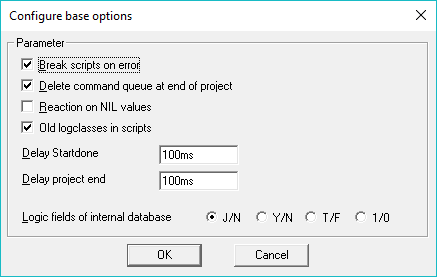 Configure base options
Parameter
Break scripts on error
Delete command queue at end of project
Reaction on NIL values
Old logclasses in scripts
Delay Startdone 100ms
Delay project end 100ms
Logic fields of internal database J/N Y/N T/F 1/0
OK Cancel